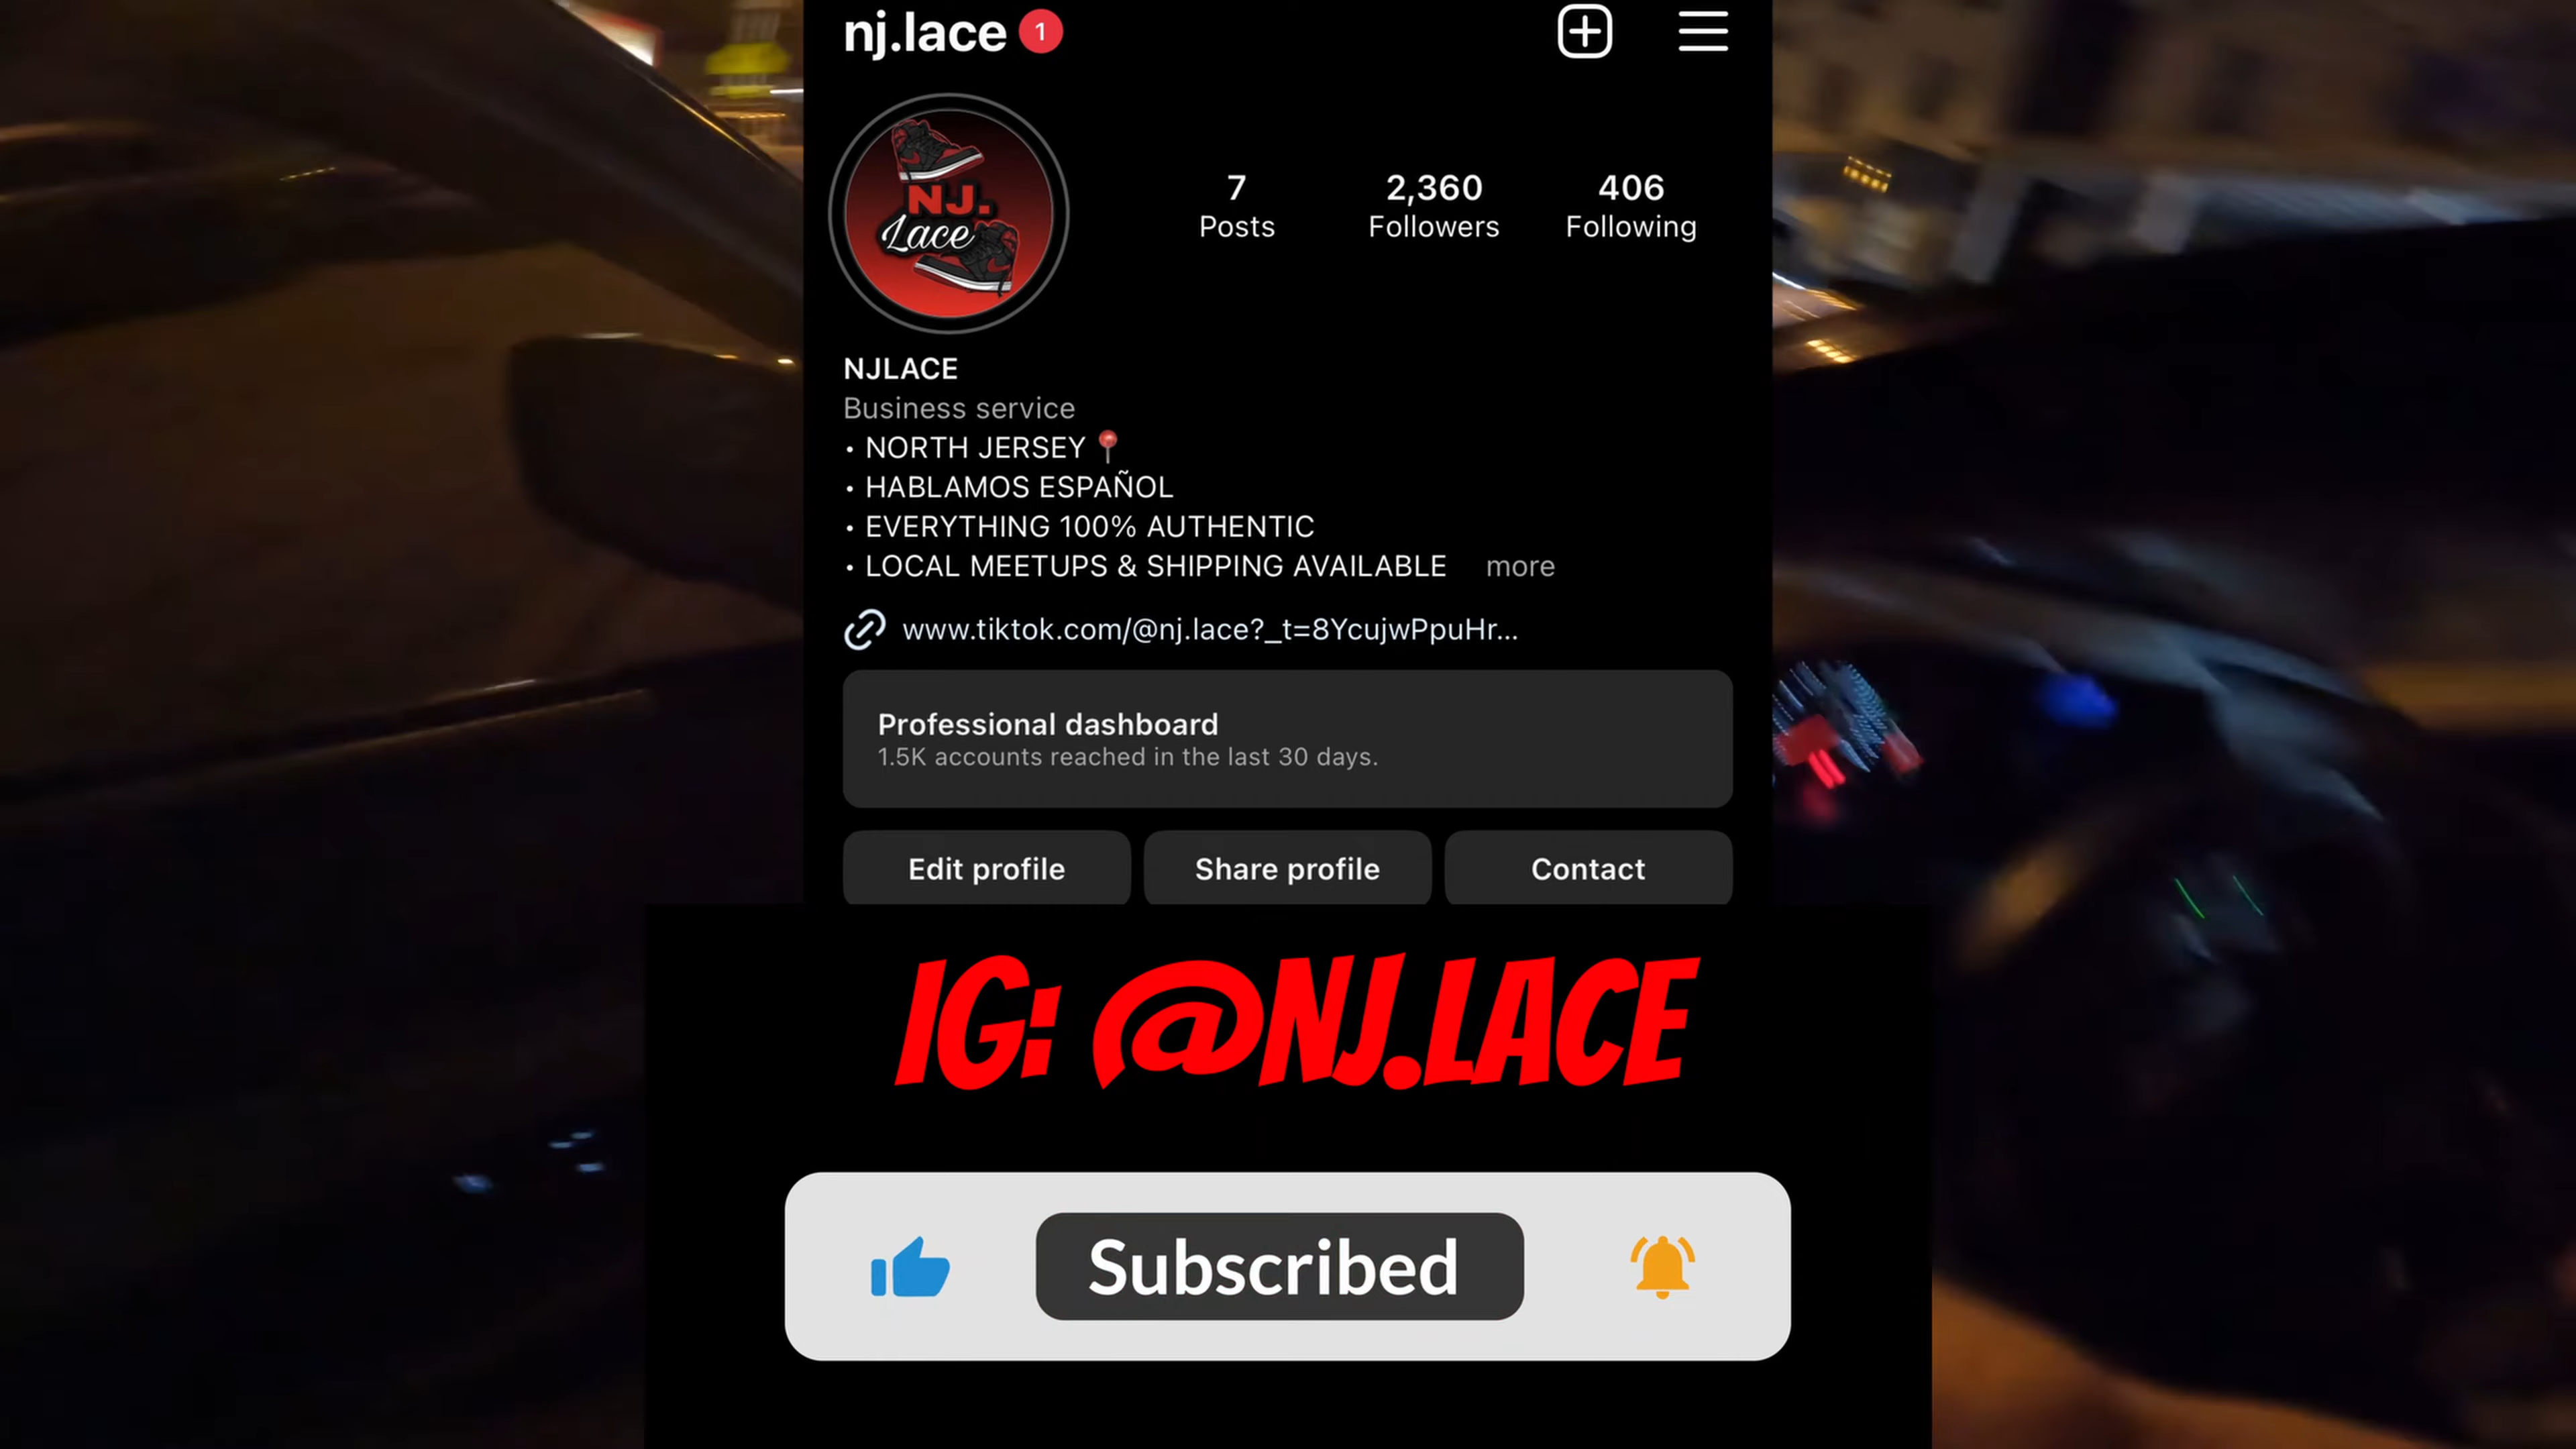 nj.lace 1
NJ.
Lace
7
Posts
2,360
Followers
406
Following
NJLACE
Business service
• NORTH JERSEY📍
• HABLAMOS ESPAÑOL
• EVERYTHING 100% AUTHENTIC
• LOCAL MEETUPS & SHIPPING AVAILABLE more
www.tiktok.com/@nj.lace?_t=8YcujwPpuHr...
Professional dashboard
1.5K accounts reached in the last 30 days.
Edit profile
Share profile
Contact
IG: @NJ.LACE
Subscribed